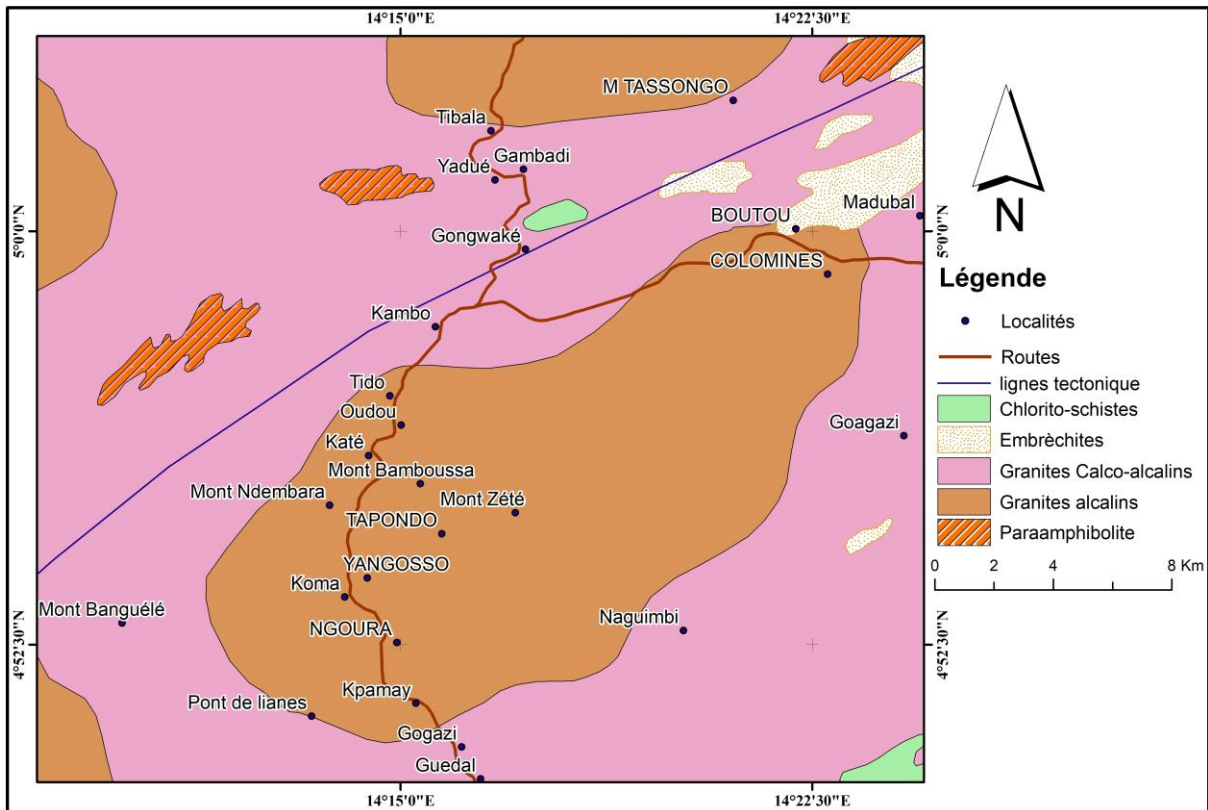 14°15'0"E
14°22'30"E
M TASSONGO
Tibala
Gambadi
Yadué
Madubal
BOUTOU
5°0'0"N
5°0'0"N
Gongwaké
COLOMINES
Kambo
Tido
Oudou
Goagazi
Katé
Mont Bamboussa
Mont Ndembara
Mont Zété
TAPONDO
YANGOSSO
Koma
Mont Banguélé
Naguimbi
NGOURA
4°52'30"N
4°52'30"N
Kpamay
Pont de lianes
Gogazi
Guedal
14°15'0"E
14°22'30"E
N
Légende
Localités
Routes
lignes tectonique
Chlorito-schistes
Embrèchites
Granites Calco-alcalins
Granites alcalins
Paraamphibolite
0 2 4 8 Km